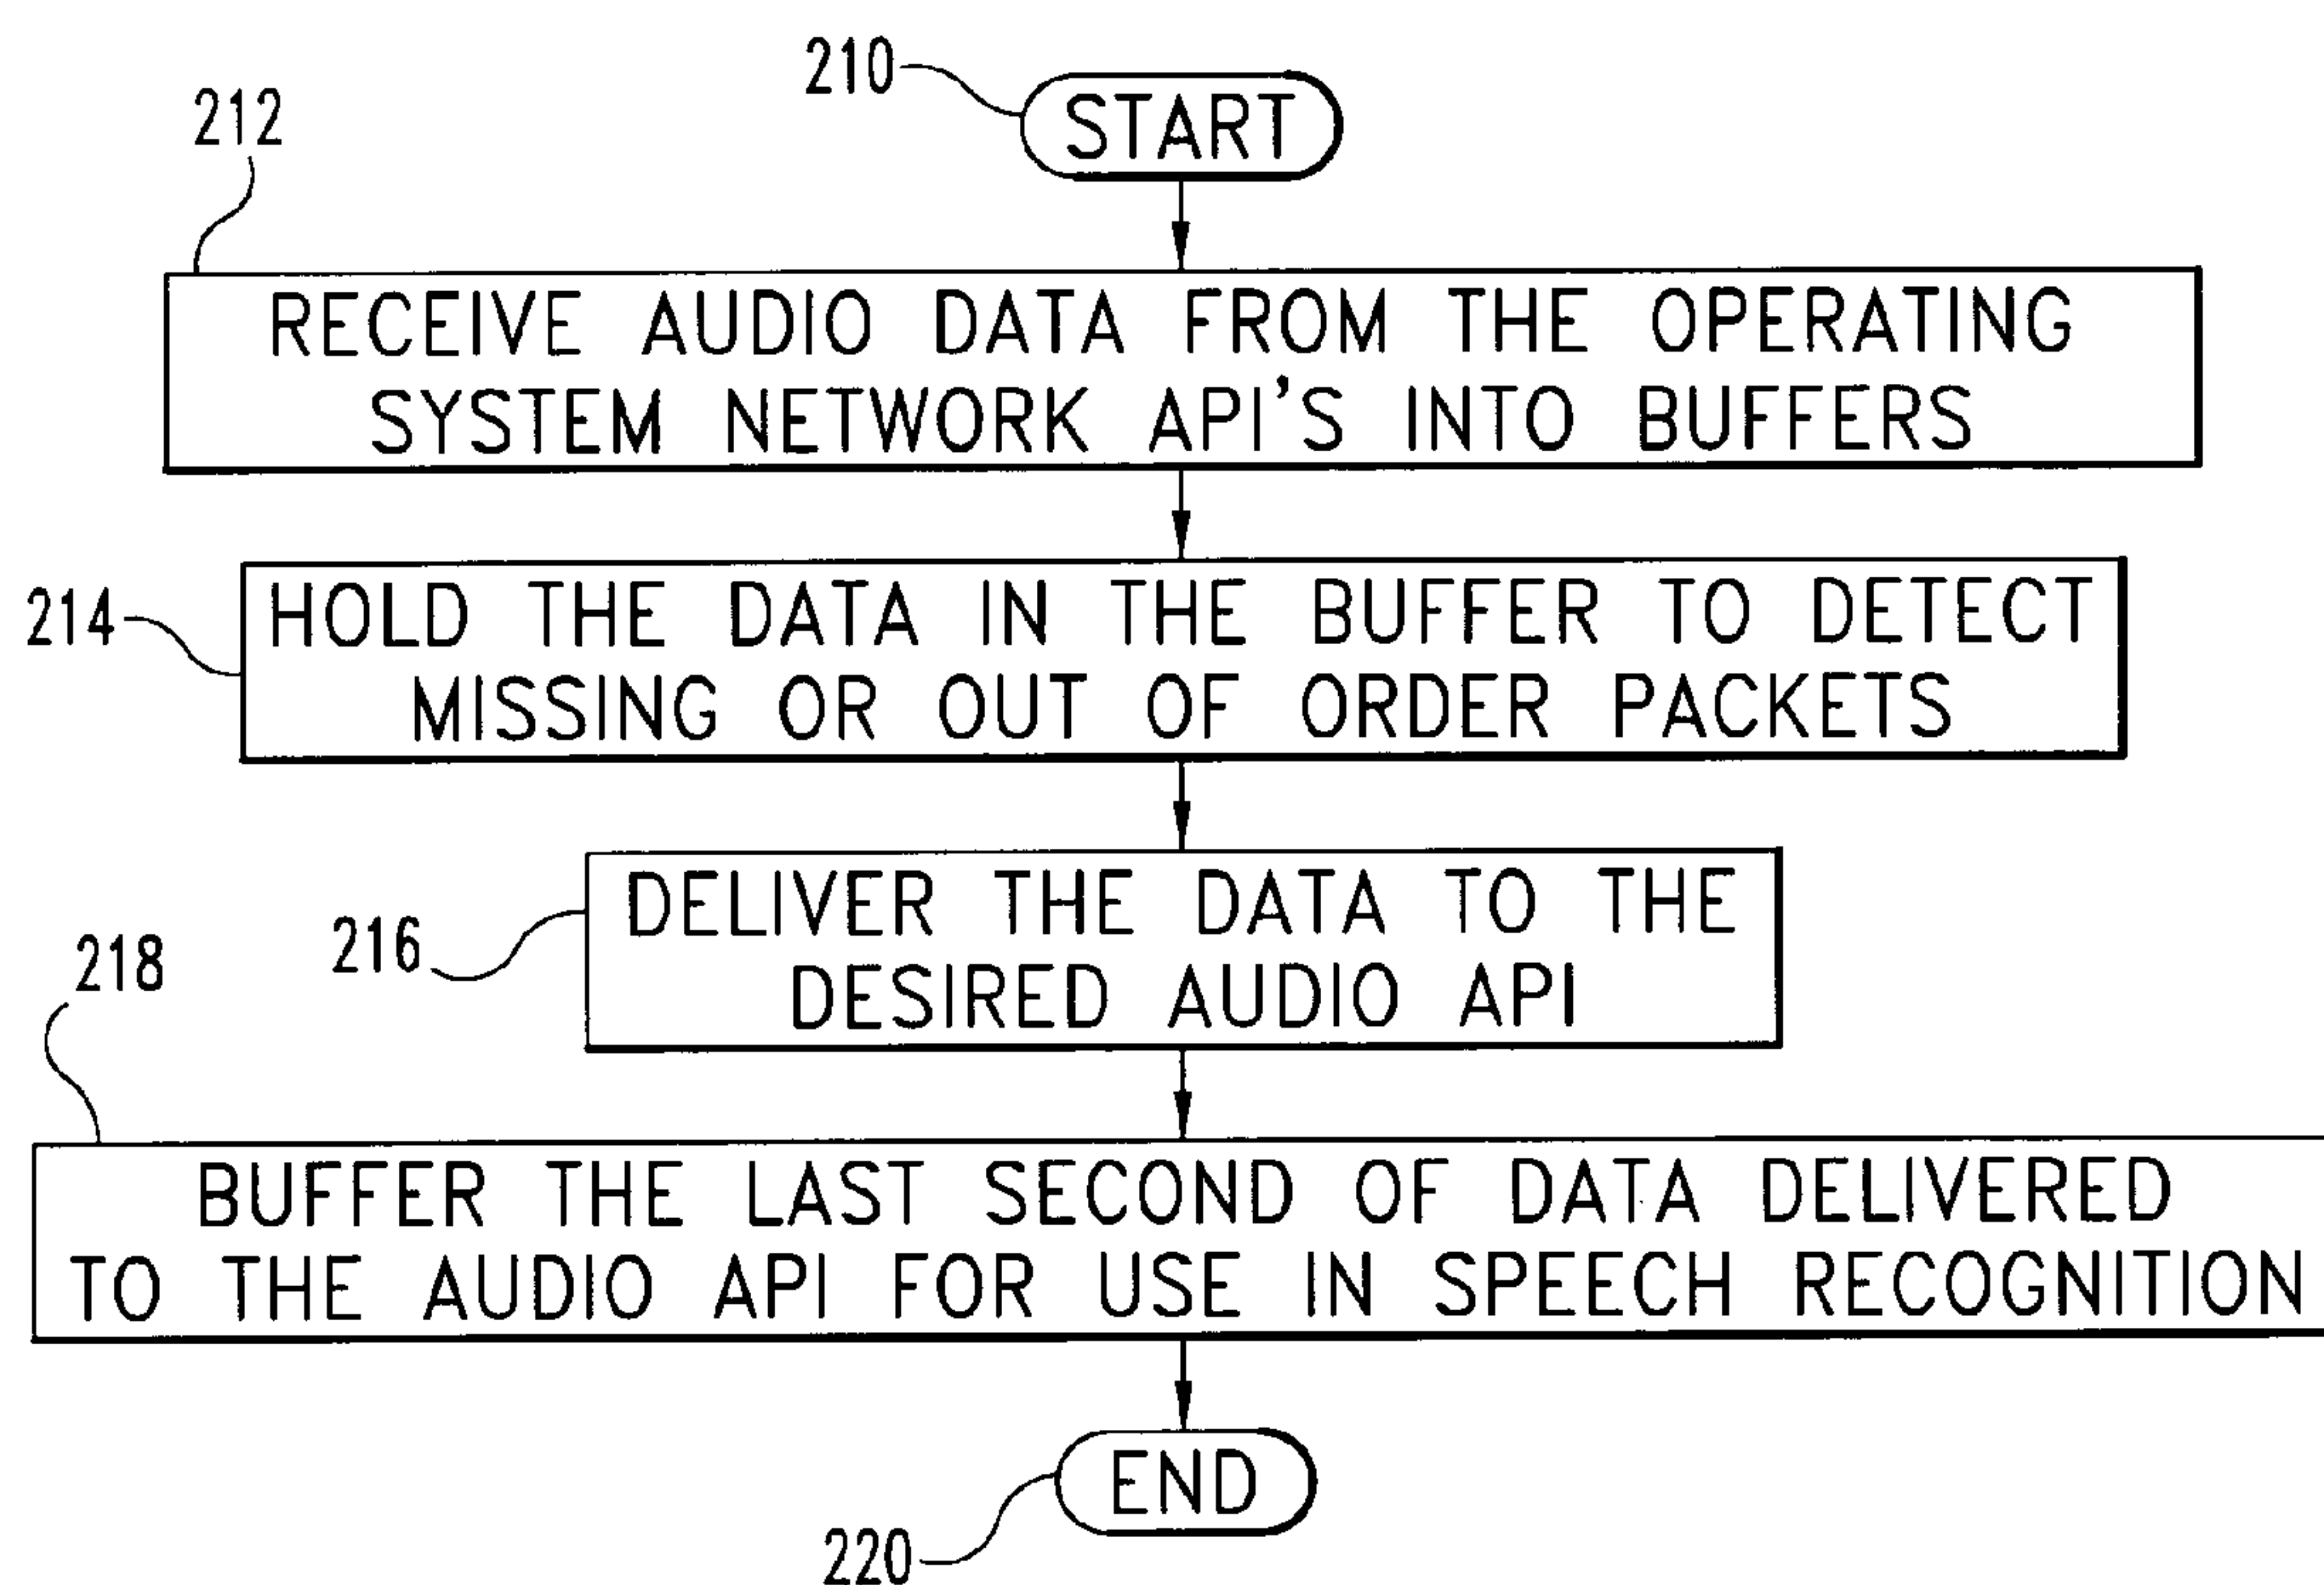 210
START
212
RECEIVE AUDIO DATA FROM THE OPERATING
SYSTEM NETWORK API'S INTO BUFFERS
214
HOLD THE DATA IN THE BUFFER TO DETECT
MISSING OR OUT OF ORDER PACKETS
216
DELIVER THE DATA TO THE
DESIRED AUDIO API
218
BUFFER THE LAST SECOND OF DATA DELIVERED
TO THE AUDIO API FOR USE IN SPEECH RECOGNITION
END
220